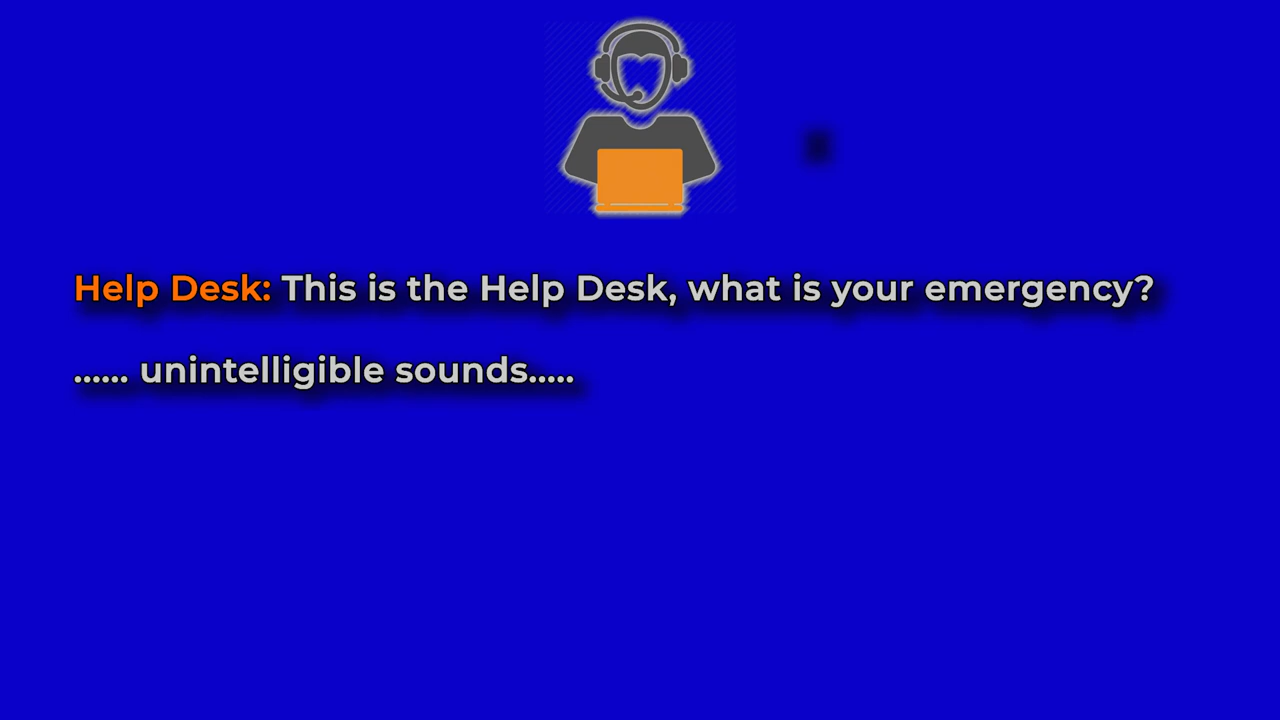 Help Desk: This is the Help Desk, what is your emergency?
...... unintelligible sounds.....